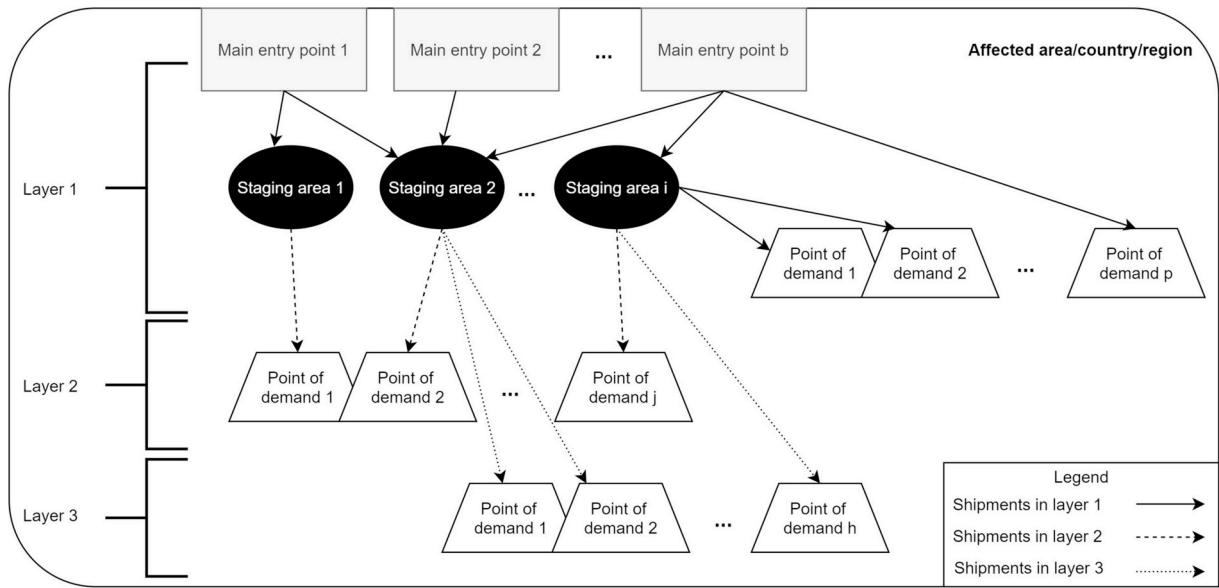 Main entry point 1
Main entry point 2
...
Main entry point b
Affected area/country/region
Layer 1
Staging area 1
Staging area 2
...
Staging area i
Point of
demand 1
Point of
demand 2
...
Point of
demand p
Layer 2
Point of
demand 1
Point of
demand 2
...
Point of
demand j
Layer 3
Point of
demand 1
Point of
demand 2
...
Point of
demand h
Legend
Shipments in layer 1
Shipments in layer 2
Shipments in layer 3